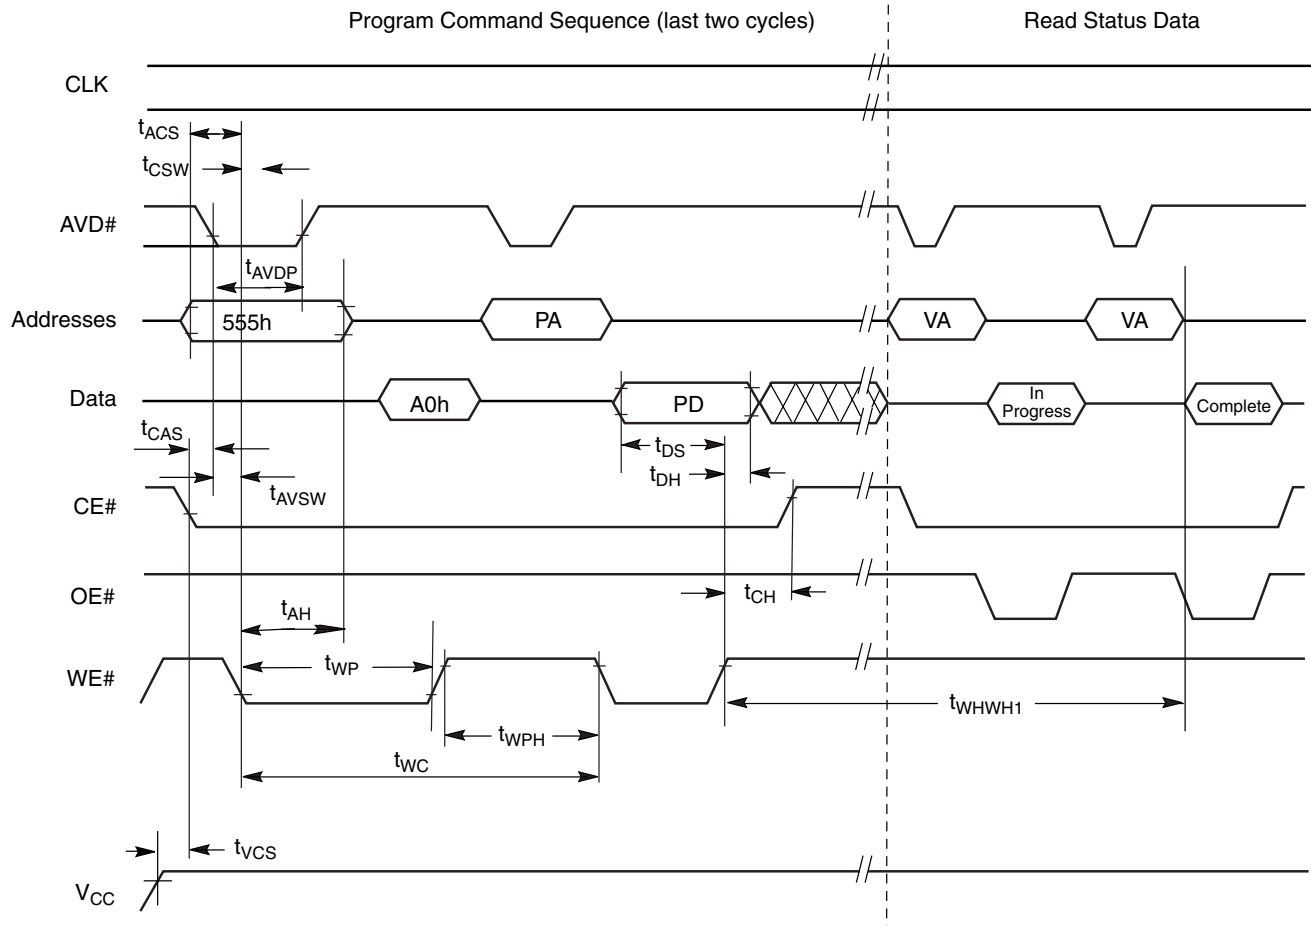 Program Command Sequence (last two cycles)
Read Status Data
CLK
tACS
tCSW
AVD#
tAVDP
Addresses
555h
PA
VA
VA
Data
A0h
PD
In
Progress
Complete
tCAS
tDS
tDH
tAVSW
CE#
OE#
tCH
tAH
WE#
tWP
tWHWH1
tWPH
tWC
tVCS
VCC